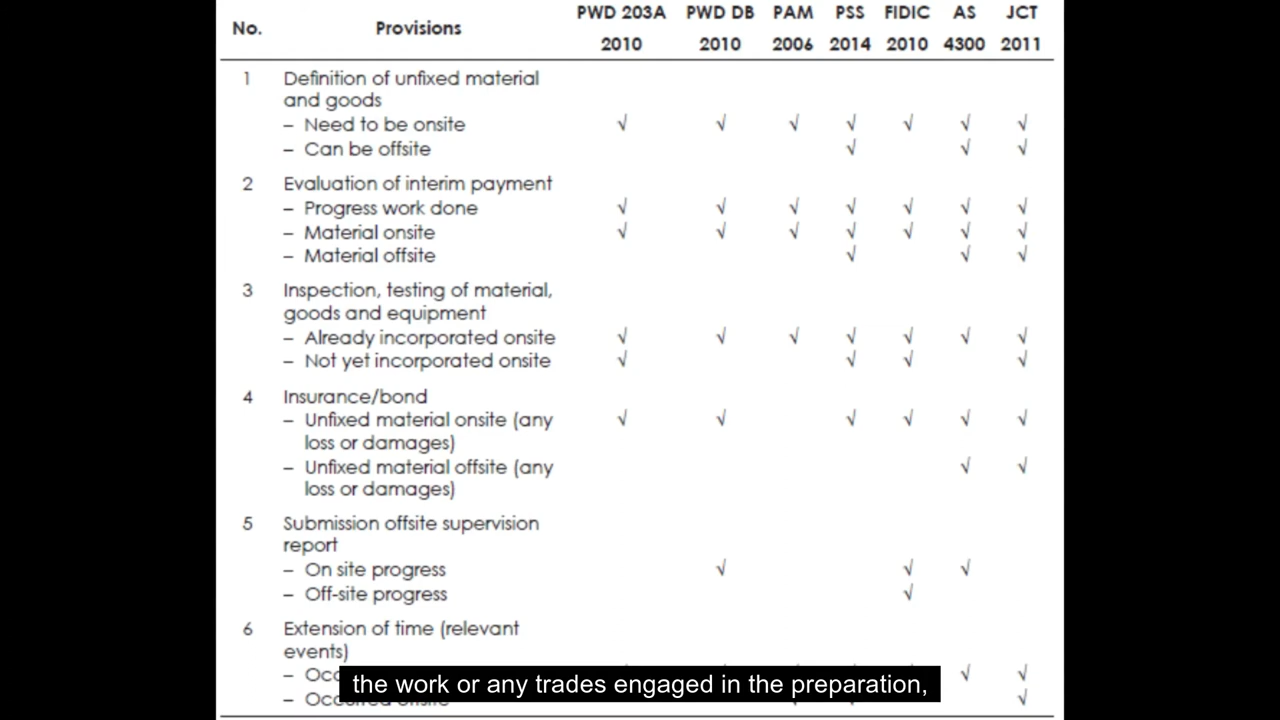 No. Provisions PWD 203A 2010 PWD DB 2010 PAM 2006 PSS 2014 FIDIC 2010 AS 4300 JCT 2011
1 Definition of unfixed material
and goods
– Need to be onsite √ √ √ √ √ √ √
– Can be offsite √ √ √
2 Evaluation of interim payment
– Progress work done √ √ √ √ √ √ √
– Material onsite √ √ √ √ √ √ √
– Material offsite √ √ √
3 Inspection, testing of material,
goods and equipment
– Already incorporated onsite √ √ √ √ √ √ √
– Not yet incorporated onsite √ √ √ √
4 Insurance/bond
– Unfixed material onsite (any √ √ √ √ √ √
loss or damages)
– Unfixed material offsite (any √ √
loss or damages)
5 Submission offsite supervision
report
– On site progress √ √ √
– Off-site progress √
6 Extension of time (relevant
events)
√ √
the work or any trades engaged in the preparation,
√